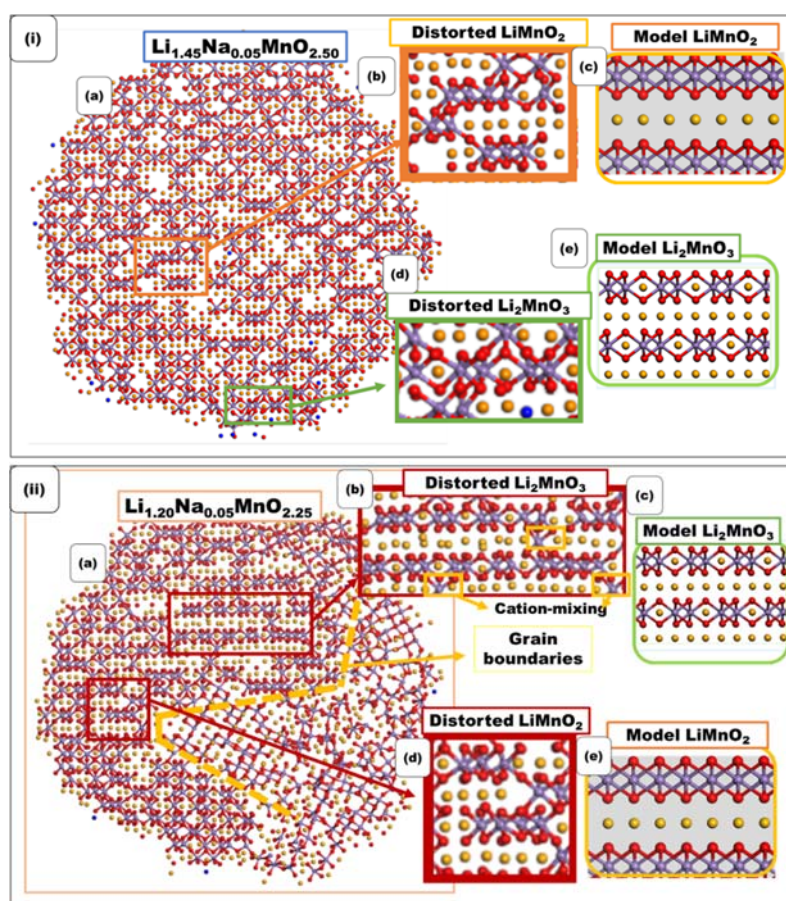 (i)
Li₁.₄₅Na₀.₀₅MnO₂.₅₀
(a)
Distorted LiMnO₂
(b)
Model LiMnO₂
(c)
(d)
Distorted Li₂MnO₃
(e)
Model Li₂MnO₃
(ii)
Li₁.₂₀Na₀.₀₅MnO₂.₂₅
(a)
(b)
Distorted Li₂MnO₃
(c)
Model Li₂MnO₃
Cation-mixing
Grain
boundaries
Distorted LiMnO₂
(d)
(e)
Model LiMnO₂